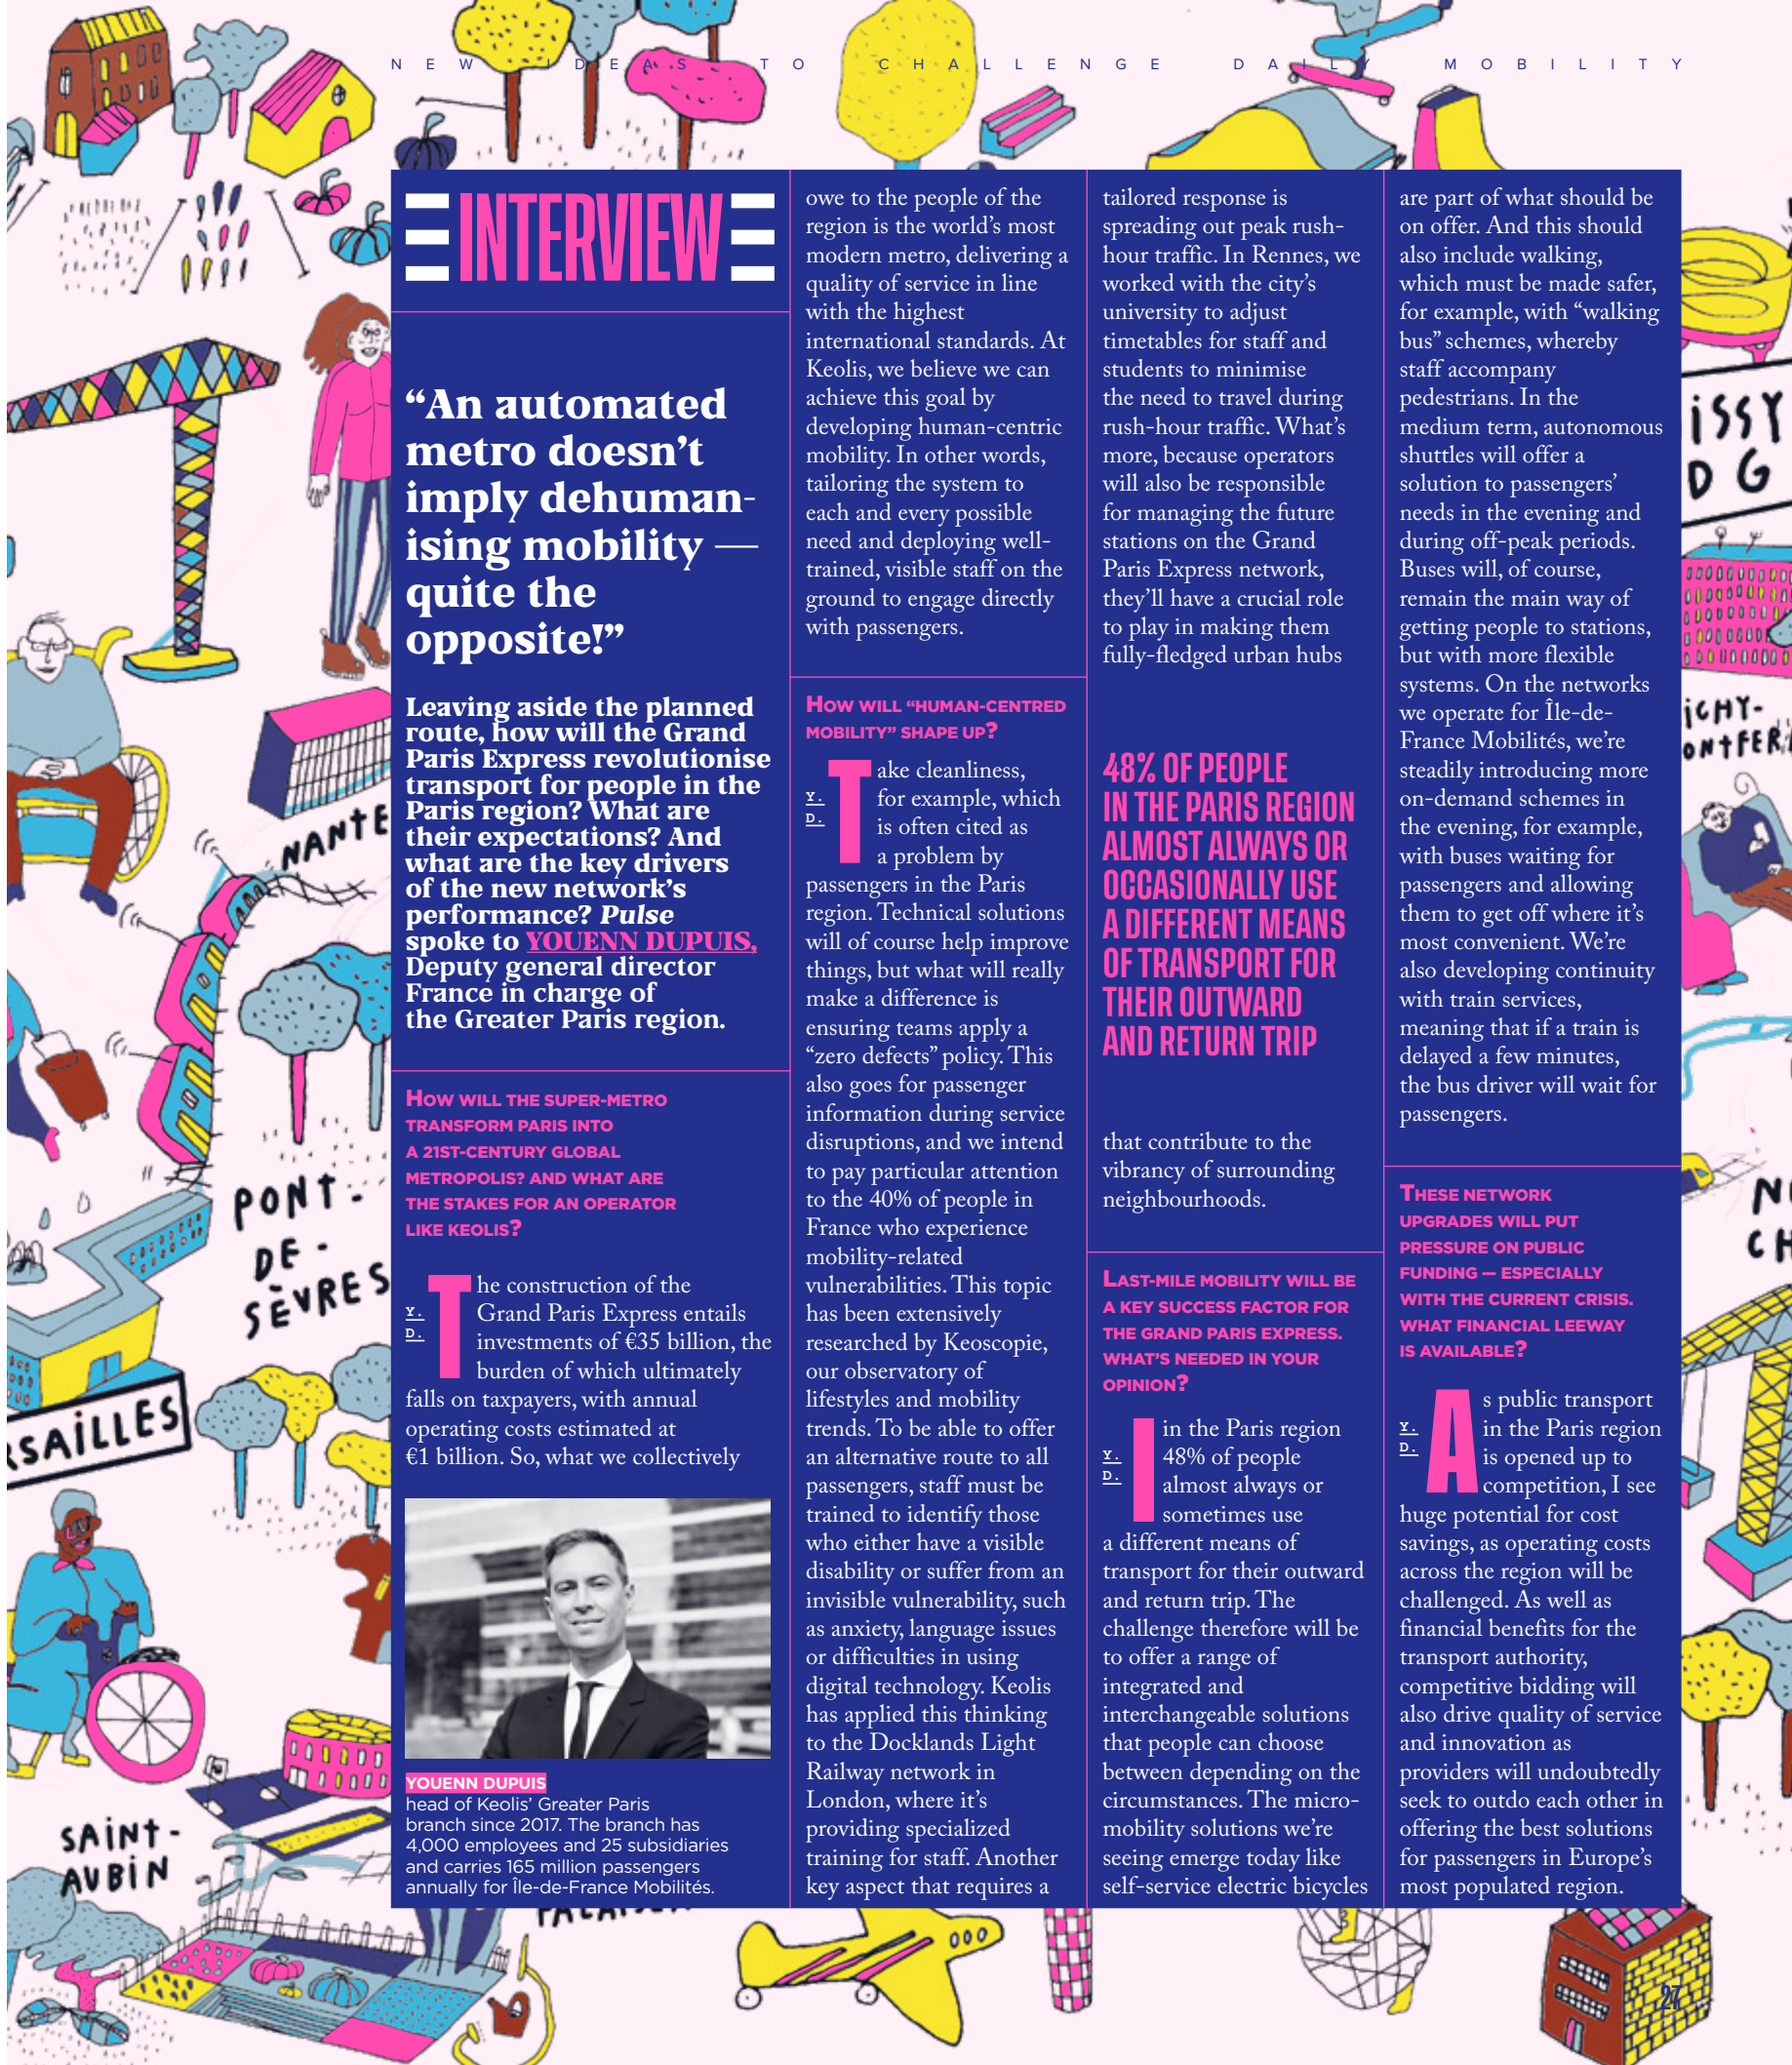 NEW IDEAS TO CHALLENGE DAILY MOBILITY
INTERVIEW
“An automated
metro doesn’t
imply dehuman-
ising mobility —
quite the
opposite!”
Leaving aside the planned
route, how will the Grand
Paris Express revolutionise
transport for people in the
Paris region? What are
their expectations? And
what are the key drivers
of the new network’s
performance? Pulse
spoke to YOUENN DUPUIS,
Deputy general director
France in charge of
the Greater Paris region.
HOW WILL THE SUPER-METRO
TRANSFORM PARIS INTO
A 21ST-CENTURY GLOBAL
METROPOLIS? AND WHAT ARE
THE STAKES FOR AN OPERATOR
LIKE KEOLIS?
Y.
D.
The construction of the
Grand Paris Express entails
investments of €35 billion, the
burden of which ultimately
falls on taxpayers, with annual
operating costs estimated at
€1 billion. So, what we collectively
YOUENN DUPUIS
head of Keolis’ Greater Paris
branch since 2017. The branch has
4,000 employees and 25 subsidiaries
and carries 165 million passengers
annually for Île-de-France Mobilités.
owe to the people of the
region is the world’s most
modern metro, delivering a
quality of service in line
with the highest
international standards. At
Keolis, we believe we can
achieve this goal by
developing human-centric
mobility. In other words,
tailoring the system to
each and every possible
need and deploying well-
trained, visible staff on the
ground to engage directly
with passengers.
HOW WILL “HUMAN-CENTRED
MOBILITY” SHAPE UP?
Y.
D.
Take cleanliness,
for example, which
is often cited as
a problem by
passengers in the Paris
region. Technical solutions
will of course help improve
things, but what will really
make a difference is
ensuring teams apply a
“zero defects” policy. This
also goes for passenger
information during service
disruptions, and we intend
to pay particular attention
to the 40% of people in
France who experience
mobility-related
vulnerabilities. This topic
has been extensively
researched by Keoscopie,
our observatory of
lifestyles and mobility
trends. To be able to offer
an alternative route to all
passengers, staff must be
trained to identify those
who either have a visible
disability or suffer from an
invisible vulnerability, such
as anxiety, language issues
or difficulties in using
digital technology. Keolis
has applied this thinking
to the Docklands Light
Railway network in
London, where it’s
providing specialized
training for staff. Another
key aspect that requires a
tailored response is
spreading out peak rush-
hour traffic. In Rennes, we
worked with the city’s
university to adjust
timetables for staff and
students to minimise
the need to travel during
rush-hour traffic. What’s
more, because operators
will also be responsible
for managing the future
stations on the Grand
Paris Express network,
they’ll have a crucial role
to play in making them
fully-fledged urban hubs
48% OF PEOPLE
IN THE PARIS REGION
ALMOST ALWAYS OR
OCCASIONALLY USE
A DIFFERENT MEANS
OF TRANSPORT FOR
THEIR OUTWARD
AND RETURN TRIP
that contribute to the
vibrancy of surrounding
neighbourhoods.
LAST-MILE MOBILITY WILL BE
A KEY SUCCESS FACTOR FOR
THE GRAND PARIS EXPRESS.
WHAT’S NEEDED IN YOUR
OPINION?
Y.
D.
I in the Paris region
48% of people
almost always or
sometimes use
a different means of
transport for their outward
and return trip. The
challenge therefore will be
to offer a range of
integrated and
interchangeable solutions
that people can choose
between depending on the
circumstances. The micro-
mobility solutions we’re
seeing emerge today like
self-service electric bicycles
are part of what should be
on offer. And this should
also include walking,
which must be made safer,
for example, with “walking
bus” schemes, whereby
staff accompany
pedestrians. In the
medium term, autonomous
shuttles will offer a
solution to passengers’
needs in the evening and
during off-peak periods.
Buses will, of course,
remain the main way of
getting people to stations,
but with more flexible
systems. On the networks
we operate for Île-de-
France Mobilités, we’re
steadily introducing more
on-demand schemes in
the evening, for example,
with buses waiting for
passengers and allowing
them to get off where it’s
most convenient. We’re
also developing continuity
with train services,
meaning that if a train is
delayed a few minutes,
the bus driver will wait for
passengers.
THESE NETWORK
UPGRADES WILL PUT
PRESSURE ON PUBLIC
FUNDING — ESPECIALLY
WITH THE CURRENT CRISIS.
WHAT FINANCIAL LEEWAY
IS AVAILABLE?
Y.
D.
As public transport
in the Paris region
is opened up to
competition, I see
huge potential for cost
savings, as operating costs
across the region will be
challenged. As well as
financial benefits for the
transport authority,
competitive bidding will
also drive quality of service
and innovation as
providers will undoubtedly
seek to outdo each other in
offering the best solutions
for passengers in Europe’s
most populated region.
NANTE
PONT-
DE-
SÈVRES
RSAILLES
SAINT-
AUBIN
ISSY
DG
ICHY-
ONTFER
N
CH
27